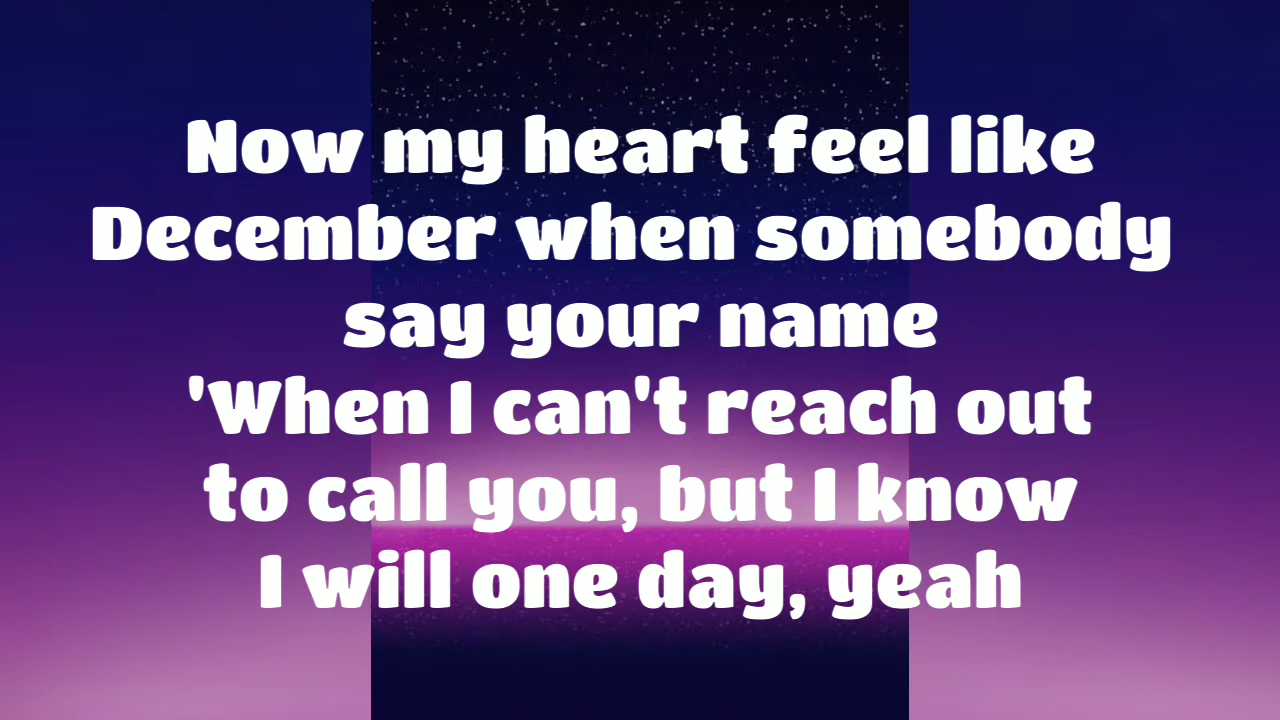 Now my heart feel like
December when somebody
say your name
'When I can't reach out
to call you, but I know
I will one day, yeah